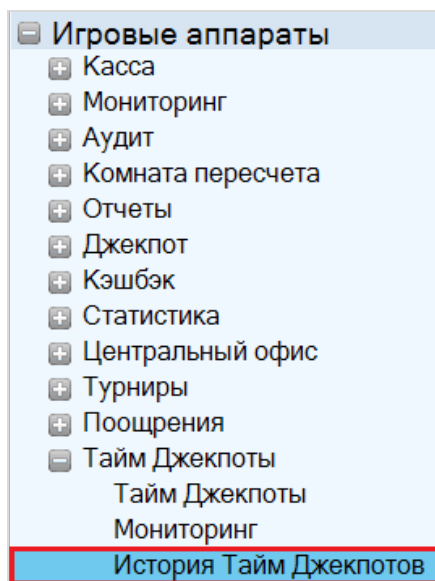 Игровые аппараты
Касса
Мониторинг
Аудит
Комната пересчета
Отчеты
Джекпот
Кэшбэк
Статистика
Центральный офис
Турниры
Поощрения
Тайм Джекпоты
Тайм Джекпоты
Мониторинг
История Тайм Джекпотов